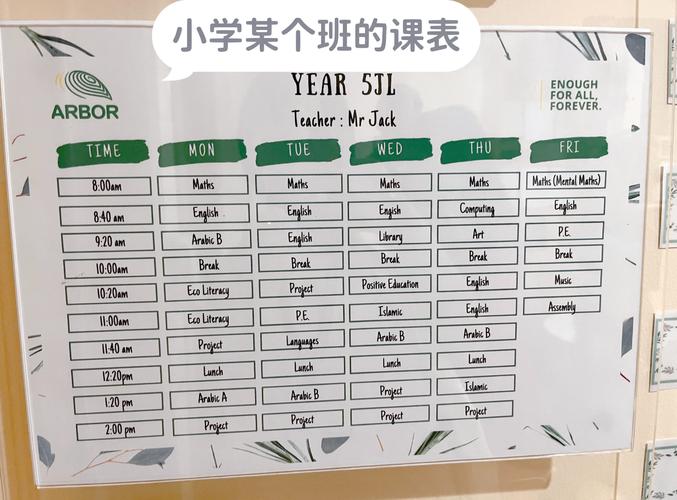 小学某个班的课表
YEAR 5JL
Teacher : Mr Jack
ARBOR
ENOUGH
FOR ALL,
FOREVER.
TIME MON TUE WED THU FRI
8:00am Maths Maths Maths Maths Maths (Mental Maths)
8:40 am English English Engish Computing English
9:20 am Arabic B English Library Art P.E.
10:00am Break Break Break Break Break
10:20am Eco Literacy Project Positive Education English Music
11:00am Eco Literacy P.E. Islamic English Assembly
11:40 am Project Languages Arabic B Arabic B
12:20pm Lunch Lunch Lunch Lunch
1:20 pm Arabic A Arabic B Project Islamic
2:00 pm Project Project Project Project